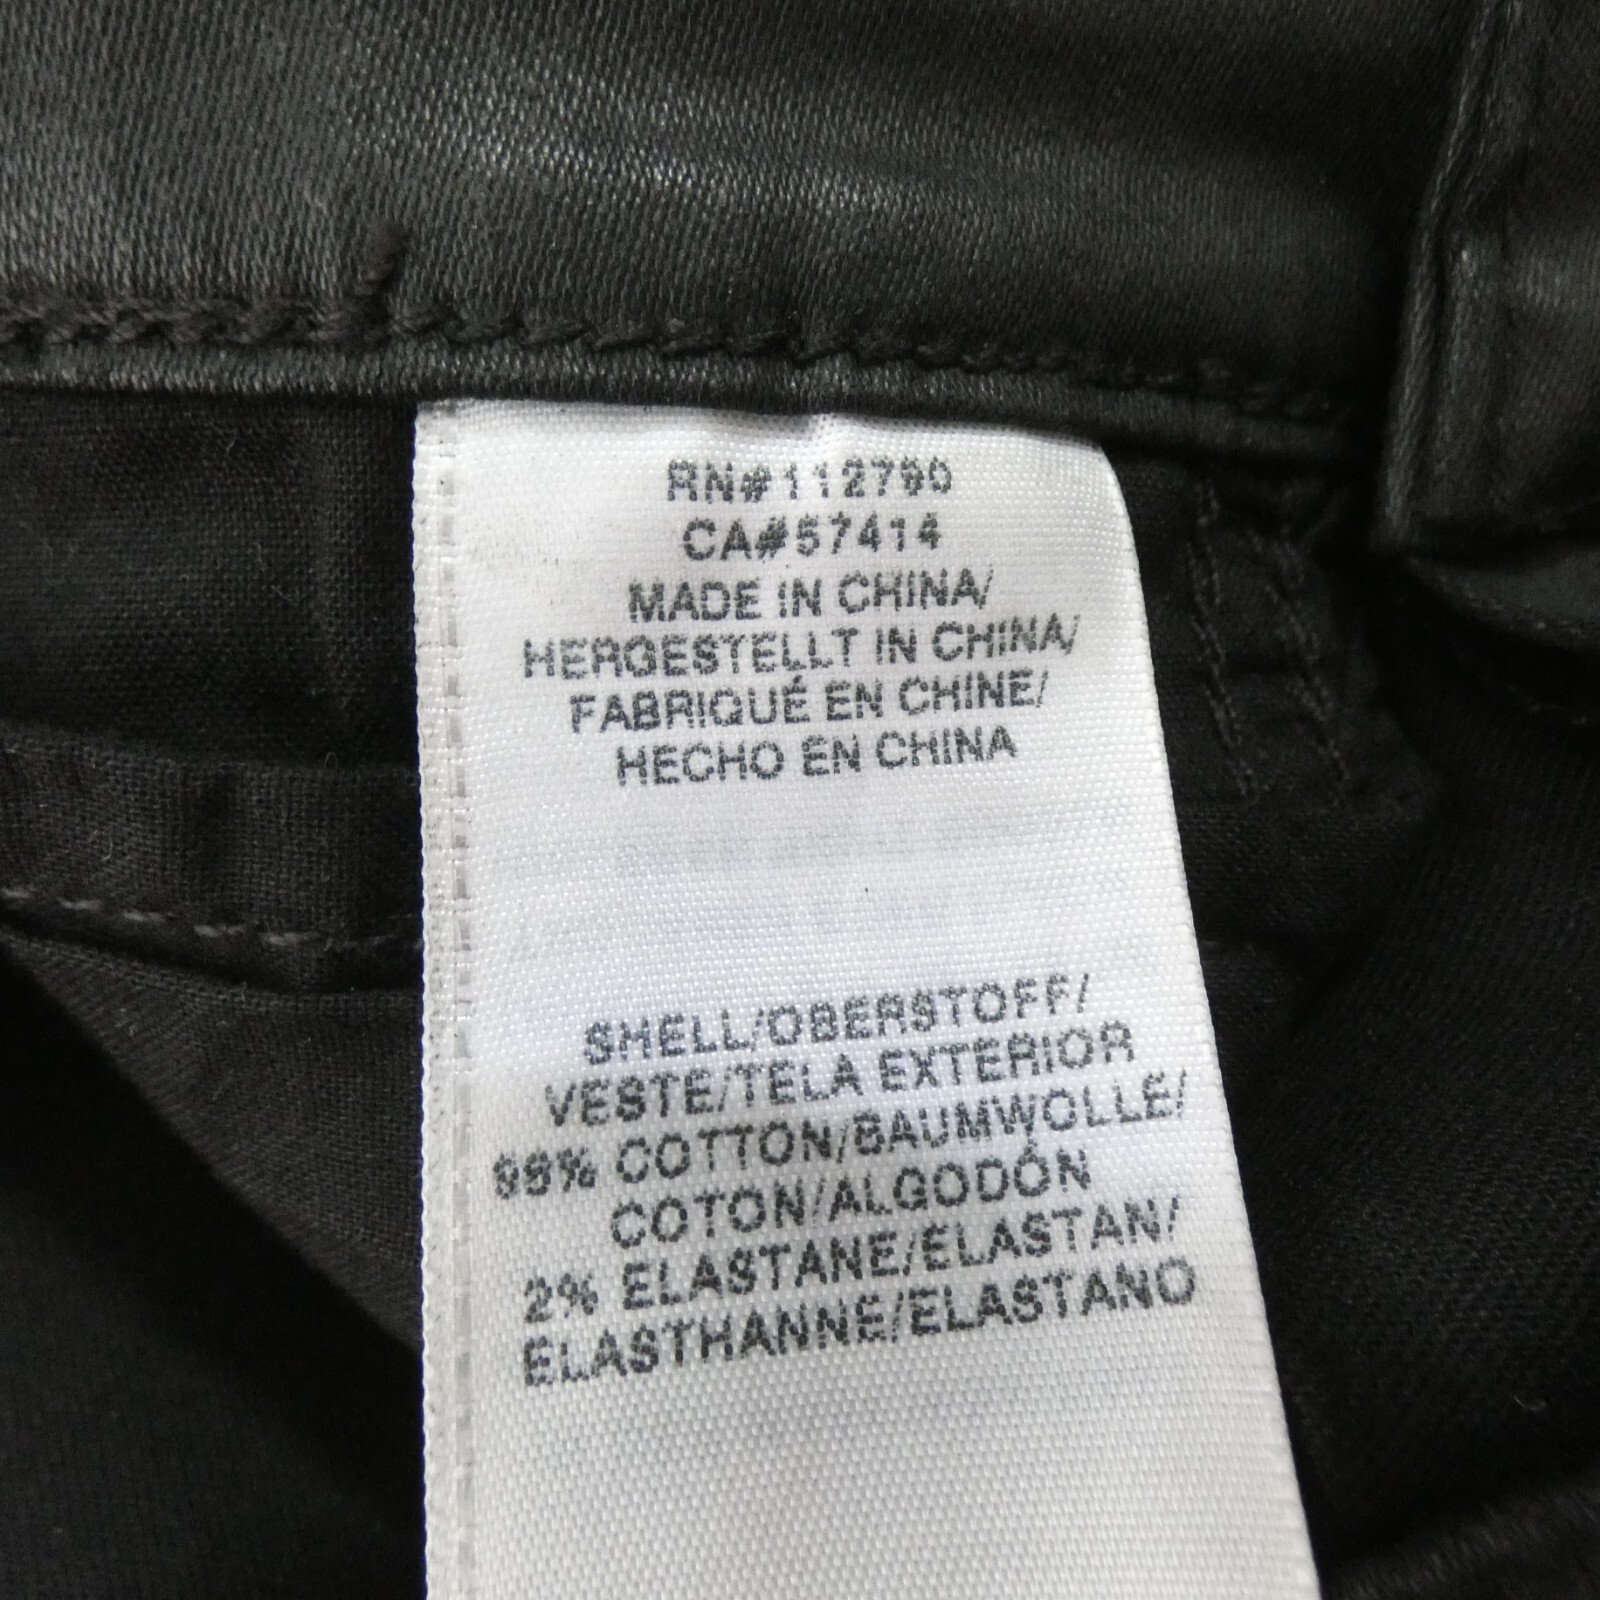 RN#112790
CA#57414
MADE IN CHINA/
HERGESTELLT IN CHINA/
FABRIQUÉ EN CHINE/
HECHO EN CHINA
SHELL/OBERSTOFF/
VESTE/TELA EXTERIOR
98% COTTON/BAUMWOLLE/
COTON/ALGODÓN
2% ELASTANE/ELASTAN/
ELASTHANNE/ELASTANO